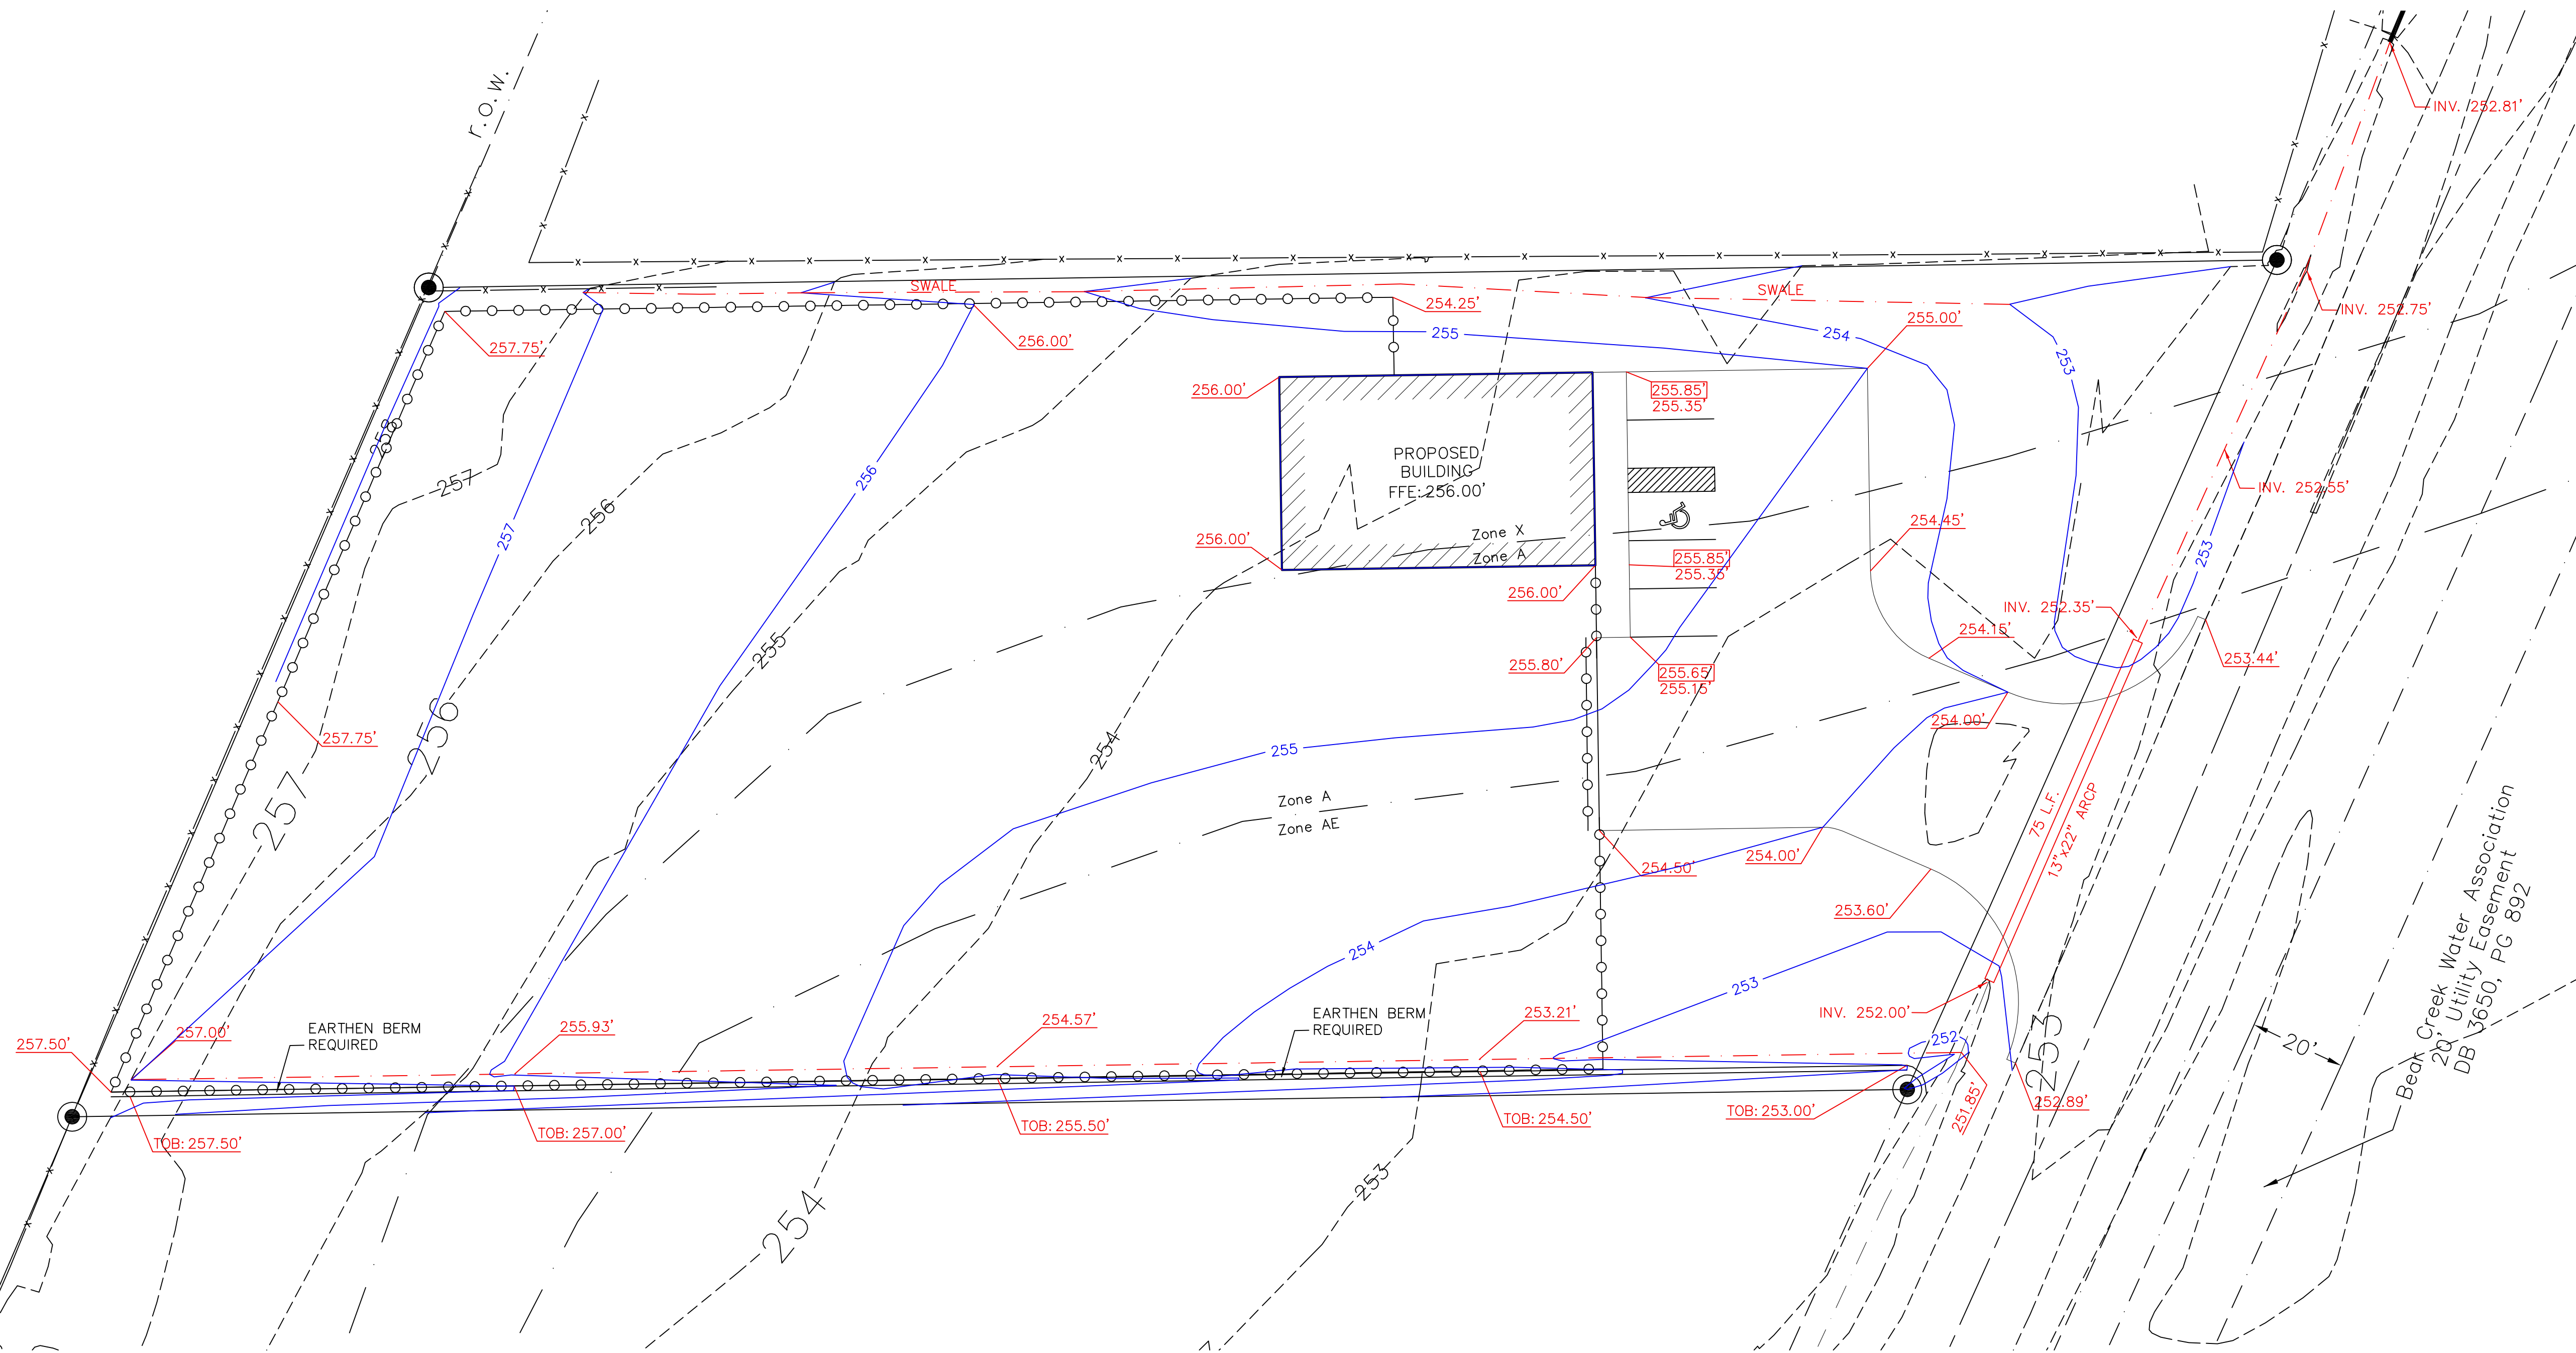 r.o.w.
INV. 252.81'
SWALE
SWALE
254.25'
INV. 252.75'
255.00'
257.75'
256.00'
255
254
253
256.00'
255.85'
255.35'
257
256
PROPOSED
BUILDING
FFE: 256.00'
INV. 252.55'
257
256
254.45'
Zone X
Zone A
256.00'
255.85'
255.35'
253
256.00'
INV. 252.35'
254.15'
255
255.80'
255.65'
255.15'
253.44'
257.75'
256
254.00'
254
255
257
Zone A
Zone AE
75 L.F.
13"x22" ARCP
254.50'
254.00'
253.60'
254
253
Beak Creek Water Association
20' Utility Easement
DB 3650, PG 892
257.50'
257.00'
EARTHEN BERM
REQUIRED
255.93'
254.57'
EARTHEN BERM
REQUIRED
253.21'
INV. 252.00'
252
253
20'
TOB: 257.50'
TOB: 257.00'
TOB: 255.50'
TOB: 254.50'
TOB: 253.00'
251.85'
252.89'
254
253